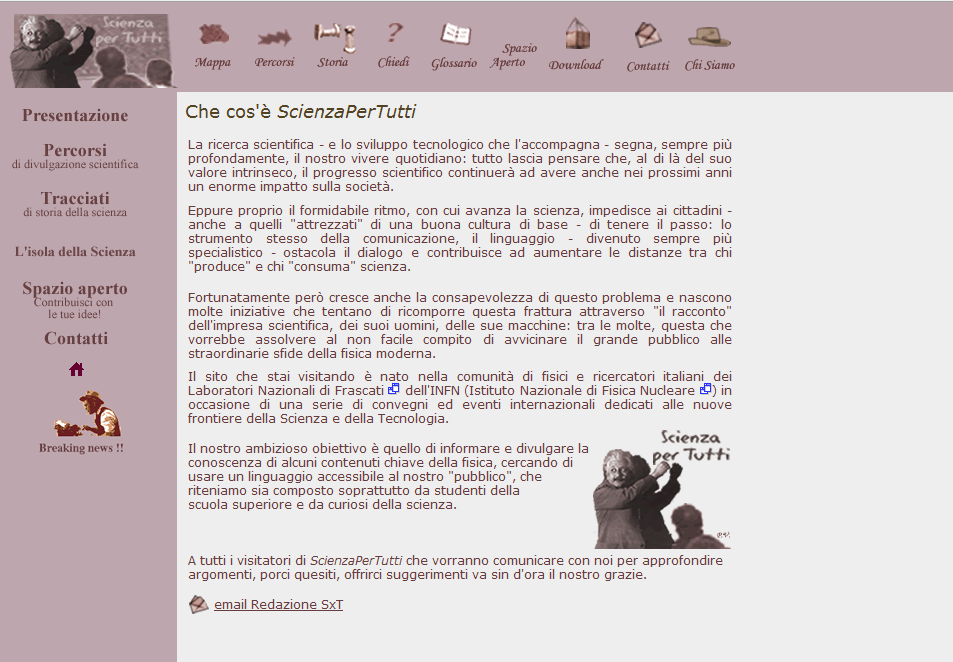 Scienza
per Tutti
Mappa
Percorsi
Storia
Chiedi
Glossario
Spazio
Aperto
Download
Contatti
Chi Siamo
Presentazione
Percorsi
di divulgazione scientifica
Tracciati
di storia della scienza
L'isola della Scienza
Spazio aperto
Contribuisci con
le tue idee!
Contatti
Breaking news !!
Che cos'è ScienzaPerTutti
La ricerca scientifica - e lo sviluppo tecnologico che l'accompagna - segna, sempre più
profondamente, il nostro vivere quotidiano: tutto lascia pensare che, al di là del suo
valore intrinseco, il progresso scientifico continuerà ad avere anche nei prossimi anni
un enorme impatto sulla società.
Eppure proprio il formidabile ritmo, con cui avanza la scienza, impedisce ai cittadini -
anche a quelli "attrezzati" di una buona cultura di base - di tenere il passo: lo
strumento stesso della comunicazione, il linguaggio - divenuto sempre più
specialistico - ostacola il dialogo e contribuisce ad aumentare le distanze tra chi
"produce" e chi "consuma" scienza.
Fortunatamente però cresce anche la consapevolezza di questo problema e nascono
molte iniziative che tentano di ricomporre questa frattura attraverso "il racconto"
dell'impresa scientifica, dei suoi uomini, delle sue macchine: tra le molte, questa che
vorrebbe assolvere al non facile compito di avvicinare il grande pubblico alle
straordinarie sfide della fisica moderna.
Il sito che stai visitando è nato nella comunità di fisici e ricercatori italiani dei
Laboratori Nazionali di Frascati dell'INFN (Istituto Nazionale di Fisica Nucleare ) in
occasione di una serie di convegni ed eventi internazionali dedicati alle nuove
frontiere della Scienza e della Tecnologia.
Il nostro ambizioso obiettivo è quello di informare e divulgare la
conoscenza di alcuni contenuti chiave della fisica, cercando di
usare un linguaggio accessibile al nostro "pubblico", che
riteniamo sia composto soprattutto da studenti della
scuola superiore e da curiosi della scienza.
Scienza
per Tutti
A tutti i visitatori di ScienzaPerTutti che vorranno comunicare con noi per approfondire
argomenti, porci quesiti, offrirci suggerimenti va sin d'ora il nostro grazie.
email Redazione SxT